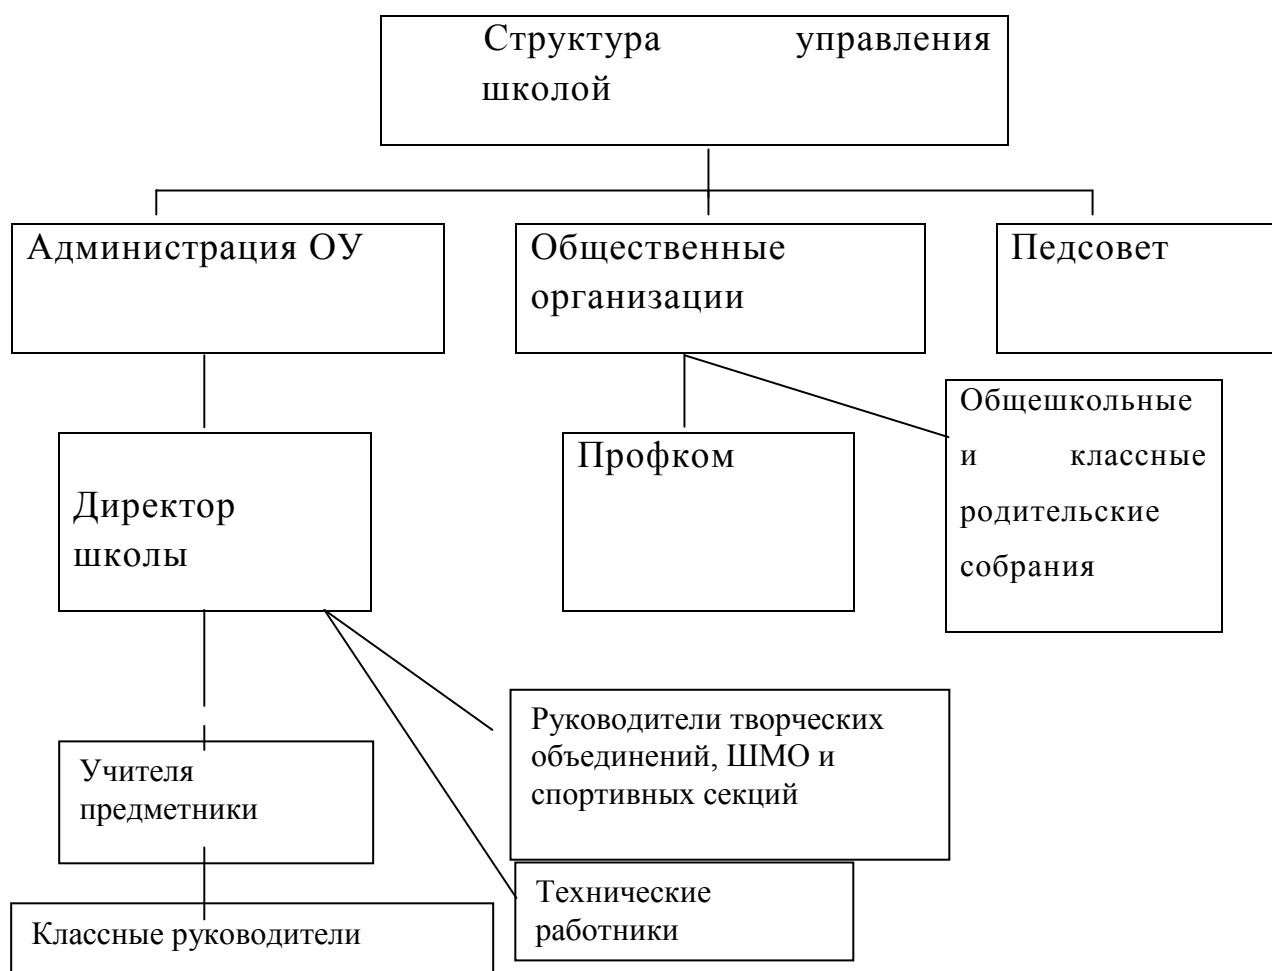 Структура управления
школой
Администрация ОУ
Общественные
организации
Педсовет
Общешкольные
и классные
родительские
собрания
Профком
Директор
школы
Руководители творческих
объединений, ШМО и
спортивных секций
Учителя
предметники
Технические
работники
Классные руководители